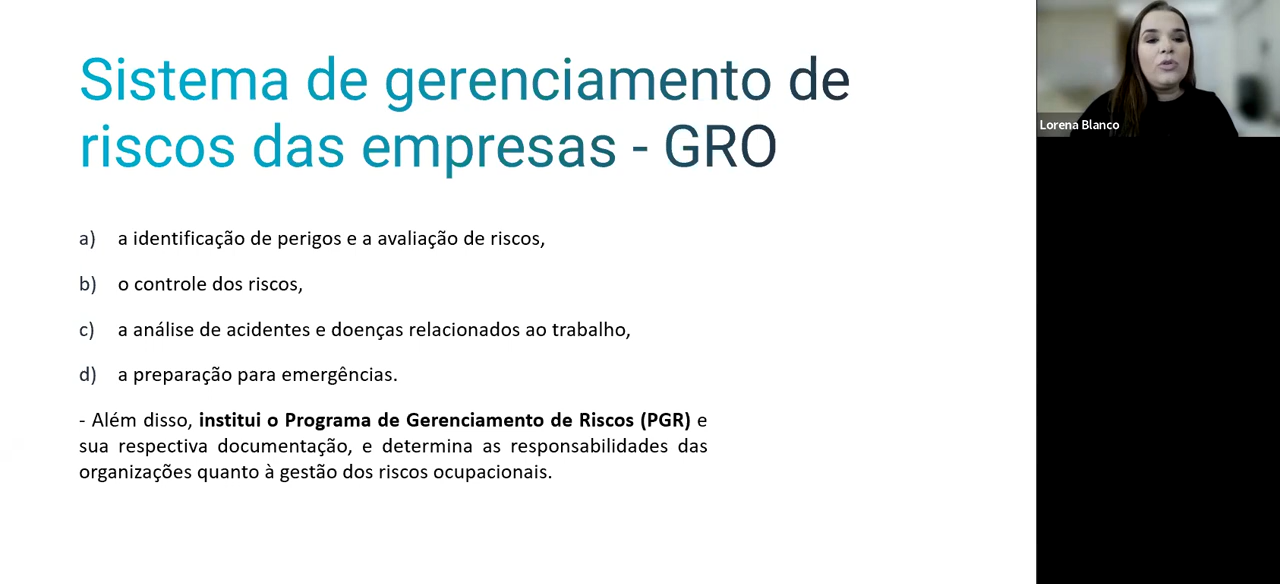 Sistema de gerenciamento de
riscos das empresas - GRO
a) a identificação de perigos e a avaliação de riscos,
b) o controle dos riscos,
c) a análise de acidentes e doenças relacionados ao trabalho,
d) a preparação para emergências.
- Além disso, institui o Programa de Gerenciamento de Riscos (PGR) e
sua respectiva documentação, e determina as responsabilidades das
organizações quanto à gestão dos riscos ocupacionais.
Lorena Blanco